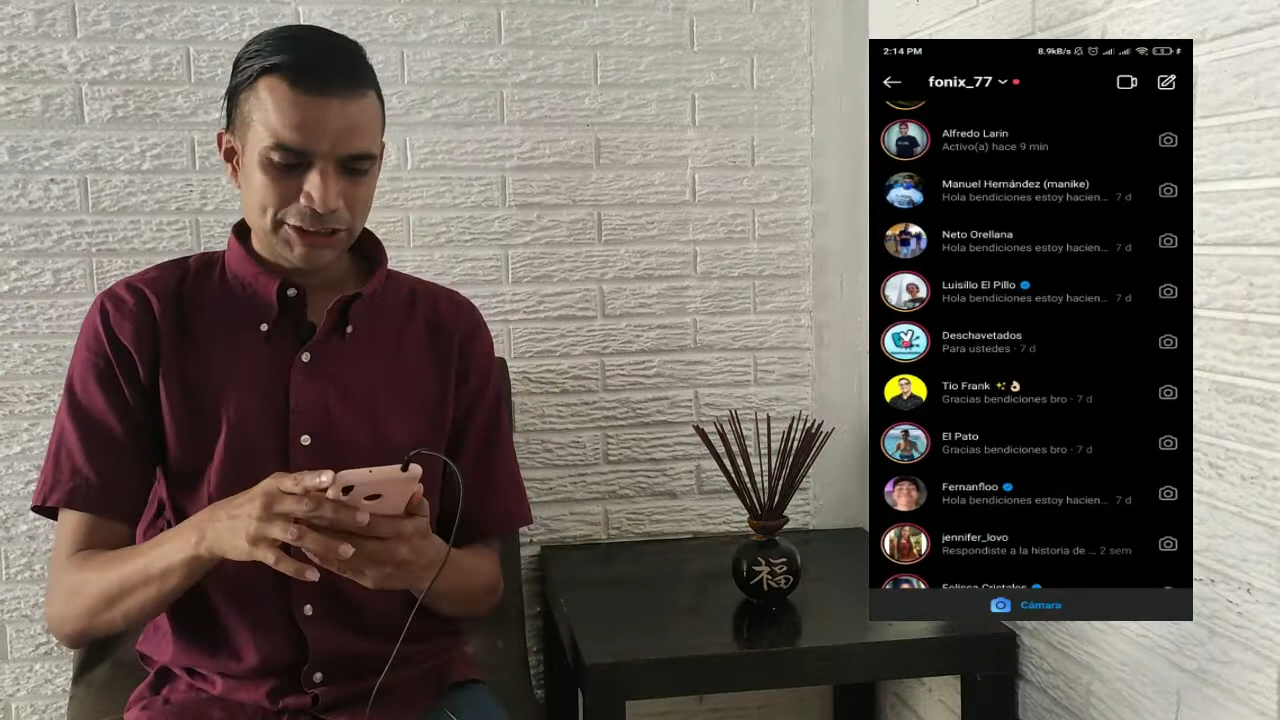 2:14 PM
8.9kB/s
fonix_77
Alfredo Larin
Activo(a) hace 9 min
Manuel Hernández (manike)
Hola bendiciones estoy hacien... 7 d
Neto Orellana
Hola bendiciones estoy hacien... 7 d
Luisillo El Pillo
Hola bendiciones estoy hacien... 7 d
Deschavetados
Para ustedes · 7 d
Tio Frank ✨👌🏻
Gracias bendiciones bro · 7 d
El Pato
Gracias bendiciones bro · 7 d
Fernanfloo
Hola bendiciones estoy hacien... 7 d
jennifer_lovo
Respondiste a la historia de ... 2 sem
Cámara
福